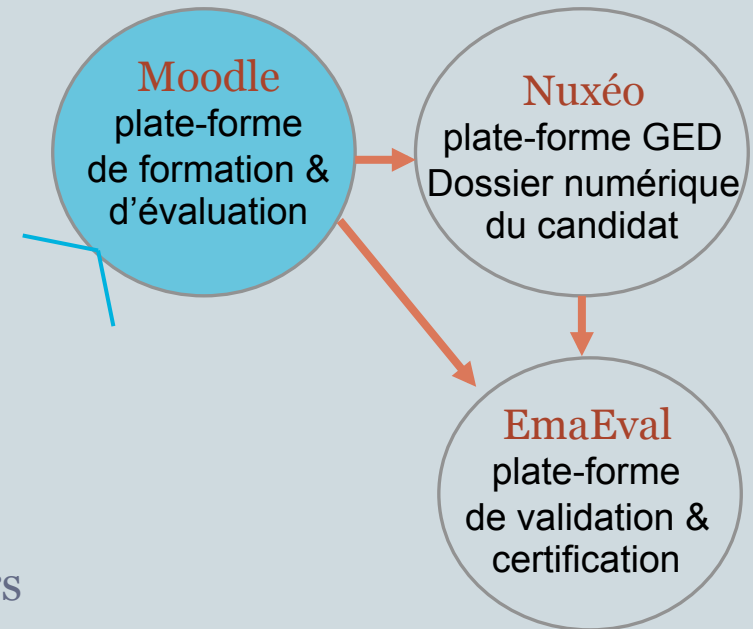 Moodle
plate-forme
de formation &
d'évaluation
Nuxéo
plate-forme GED
Dossier numérique
du candidat
EmaEval
plate-forme
de validation &
certification